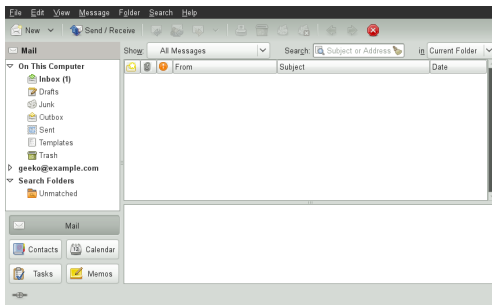 File Edit View Message Folder Search Help
New Send / Receive
Mail Show: All Messages Search: Subject or Address in Current Folder
On This Computer From Subject Date
Inbox (1)
Drafts
Junk
Outbox
Sent
Templates
Trash
geeko@example.com
Search Folders
Unmatched
Mail
Contacts Calendar
Tasks Memos